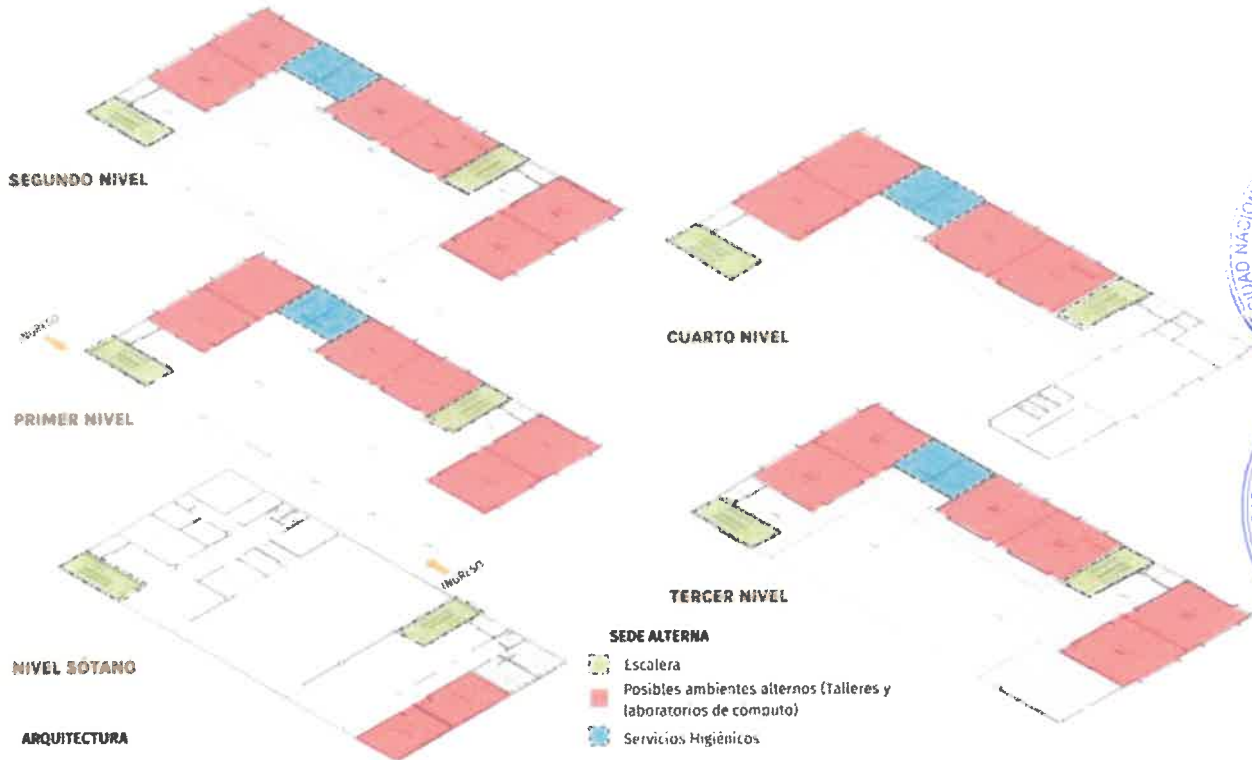 SEGUNDO NIVEL
INGRESO
PRIMER NIVEL
NIVEL SÓTANO
INGRESO
ARQUITECTURA
CUARTO NIVEL
TERCER NIVEL
SEDE ALTERNA
Escalera
Posibles ambientes alternos (Talleres y
laboratorios de computo)
Servicios Higiénicos